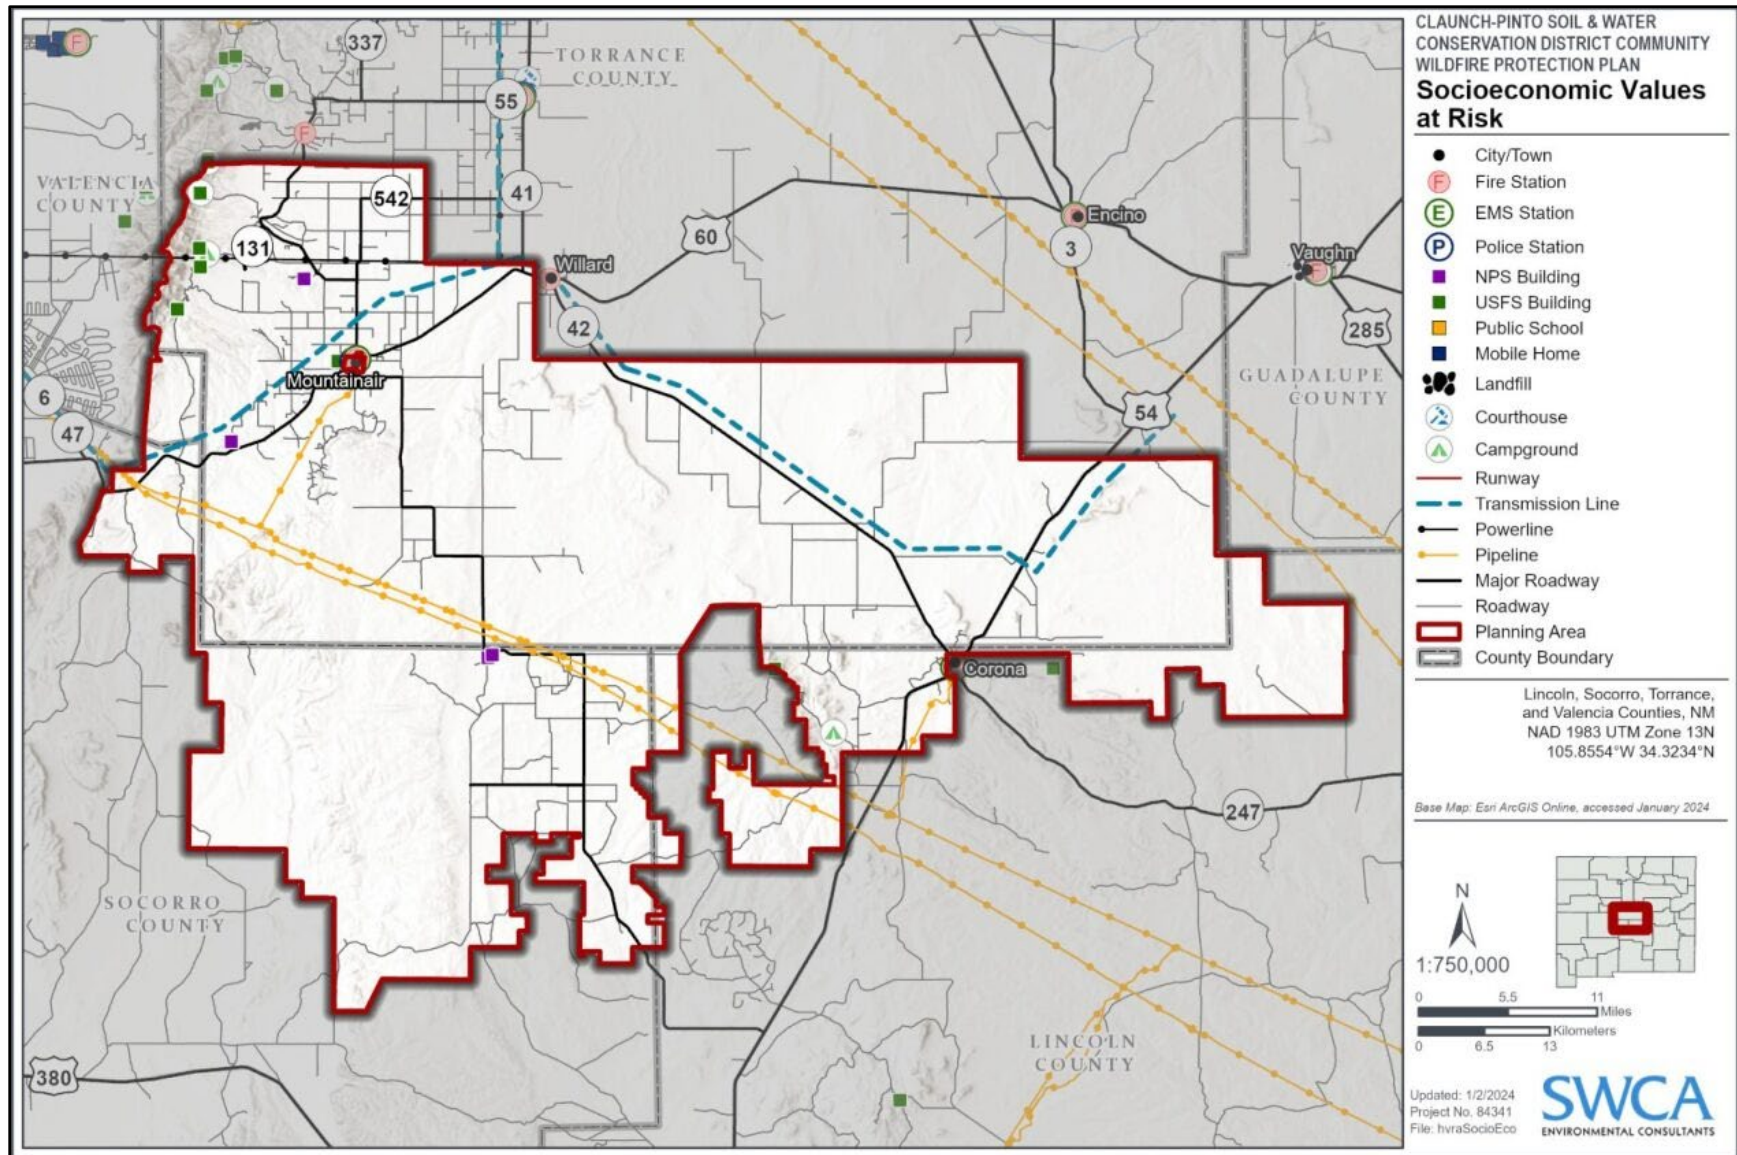 337
TORRANCE
COUNTY
55
VALENCIA
COUNTY
542
41
131
60
Encino
3
Willard
Vaughn
42
285
Mountainair
GUADALUPE
COUNTY
6
54
47
Corona
247
SOCORRO
COUNTY
LINCOLN
COUNTY
380
CLAUNCH-PINTO SOIL & WATER
CONSERVATION DISTRICT COMMUNITY
WILDFIRE PROTECTION PLAN
Socioeconomic Values
at Risk
City/Town
F Fire Station
E EMS Station
P Police Station
NPS Building
USFS Building
Public School
Mobile Home
Landfill
Courthouse
Campground
Runway
Transmission Line
Powerline
Pipeline
Major Roadway
Roadway
Planning Area
County Boundary
Lincoln, Socorro, Torrance,
and Valencia Counties, NM
NAD 1983 UTM Zone 13N
105.8554°W 34.3234°N
Base Map: Esri ArcGIS Online, accessed January 2024
N
1:750,000
0 5.5 11
Miles
Kilometers
0 6.5 13
Updated: 1/2/2024
Project No. 84341
File: hvraSocioEco
SWCA
ENVIRONMENTAL CONSULTANTS